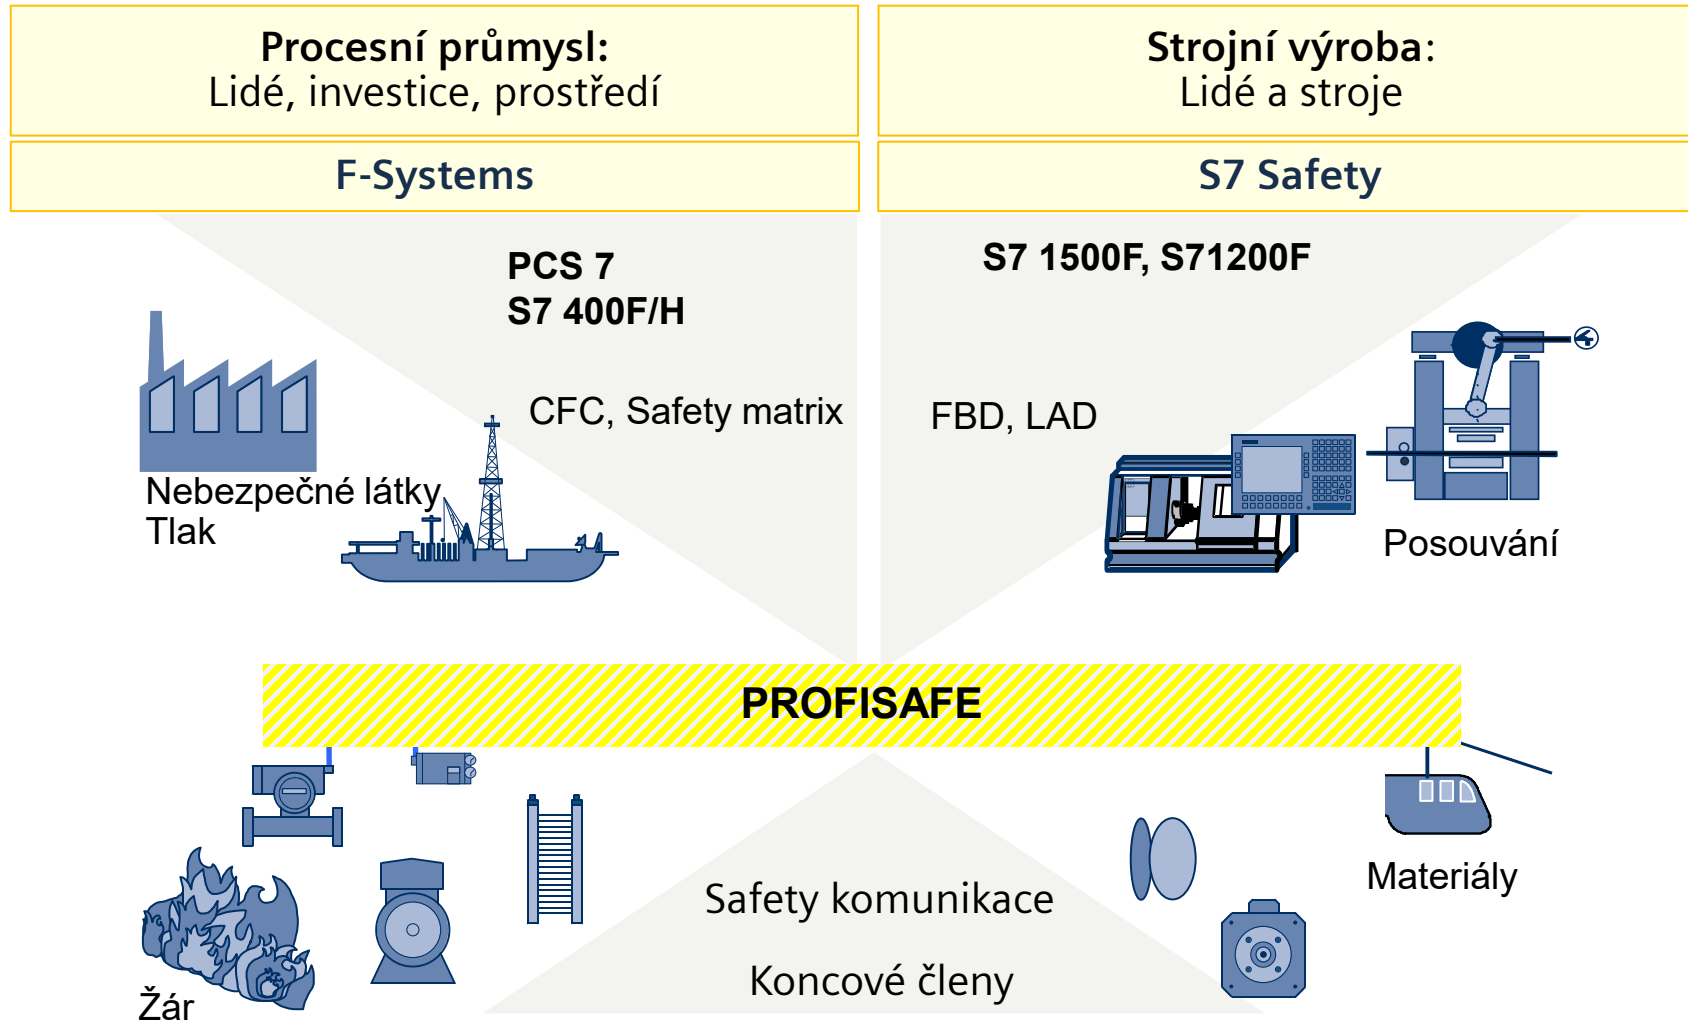 Procesní průmysl:
Lidé, investice, prostředí
Strojní výroba:
Lidé a stroje
F-Systems
S7 Safety
PCS 7
S7 400F/H
S7 1500F, S71200F
CFC, Safety matrix
FBD, LAD
Nebezpečné látky
Tlak
Posouvání
PROFISAFE
Materiály
Safety komunikace
Koncové členy
Žár